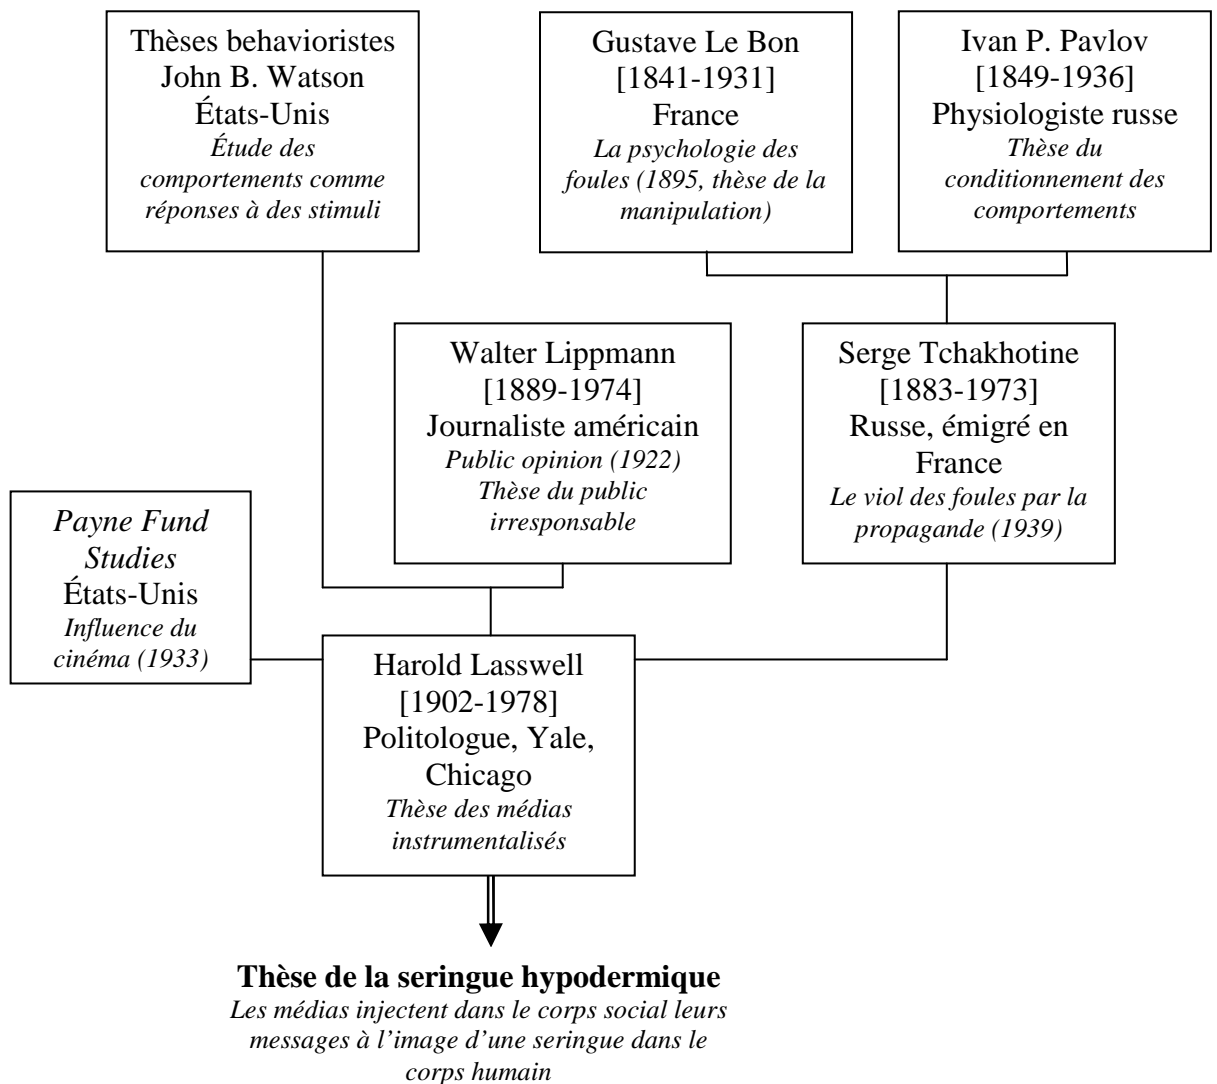 Thèses behavioristes
John B. Watson
États-Unis
Étude des
comportements comme
réponses à des stimuli
Gustave Le Bon
[1841-1931]
France
La psychologie des
foules (1895, thèse de la
manipulation)
Ivan P. Pavlov
[1849-1936]
Physiologiste russe
Thèse du
conditionnement des
comportements
Walter Lippmann
[1889-1974]
Journaliste américain
Public opinion (1922)
Thèse du public
irresponsable
Serge Tchakhotine
[1883-1973]
Russe, émigré en
France
Le viol des foules par la
propagande (1939)
Payne Fund
Studies
États-Unis
Influence du
cinéma (1933)
Harold Lasswell
[1902-1978]
Politologue, Yale,
Chicago
Thèse des médias
instrumentalisés
Thèse de la seringue hypodermique
Les médias injectent dans le corps social leurs
messages à l’image d’une seringue dans le
corps humain